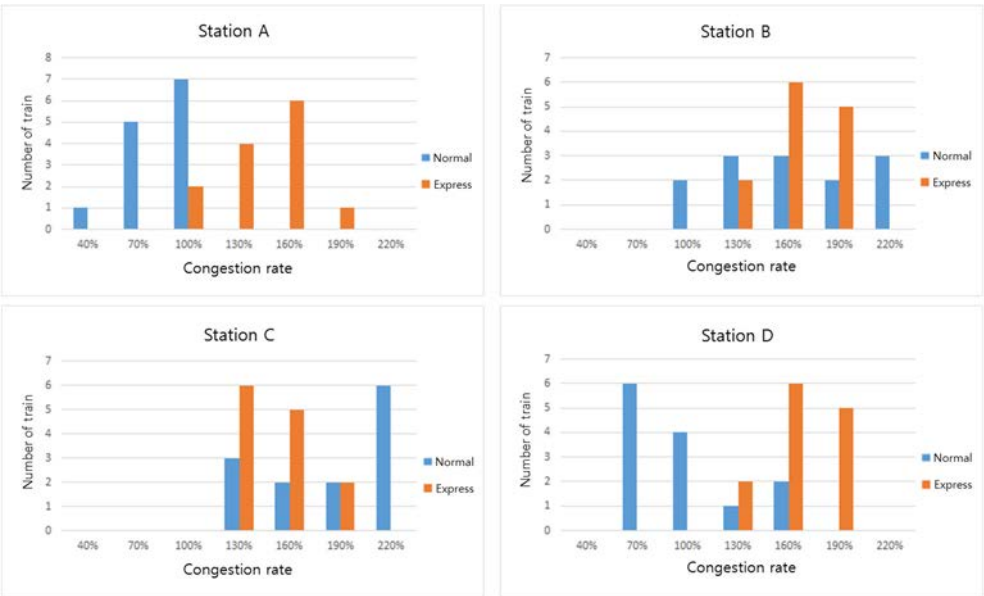 Station A
8
7
6
5
4
3
2
1
0
Number of train
40% 70% 100% 130% 160% 190% 220%
Congestion rate
Normal
Express
Station B
7
6
5
4
3
2
1
0
Number of train
40% 70% 100% 130% 160% 190% 220%
Congestion rate
Normal
Express
Station C
7
6
5
4
3
2
1
0
Number of train
40% 70% 100% 130% 160% 190% 220%
Congestion rate
Normal
Express
Station D
7
6
5
4
3
2
1
0
Number of train
40% 70% 100% 130% 160% 190% 220%
Congestion rate
Normal
Express